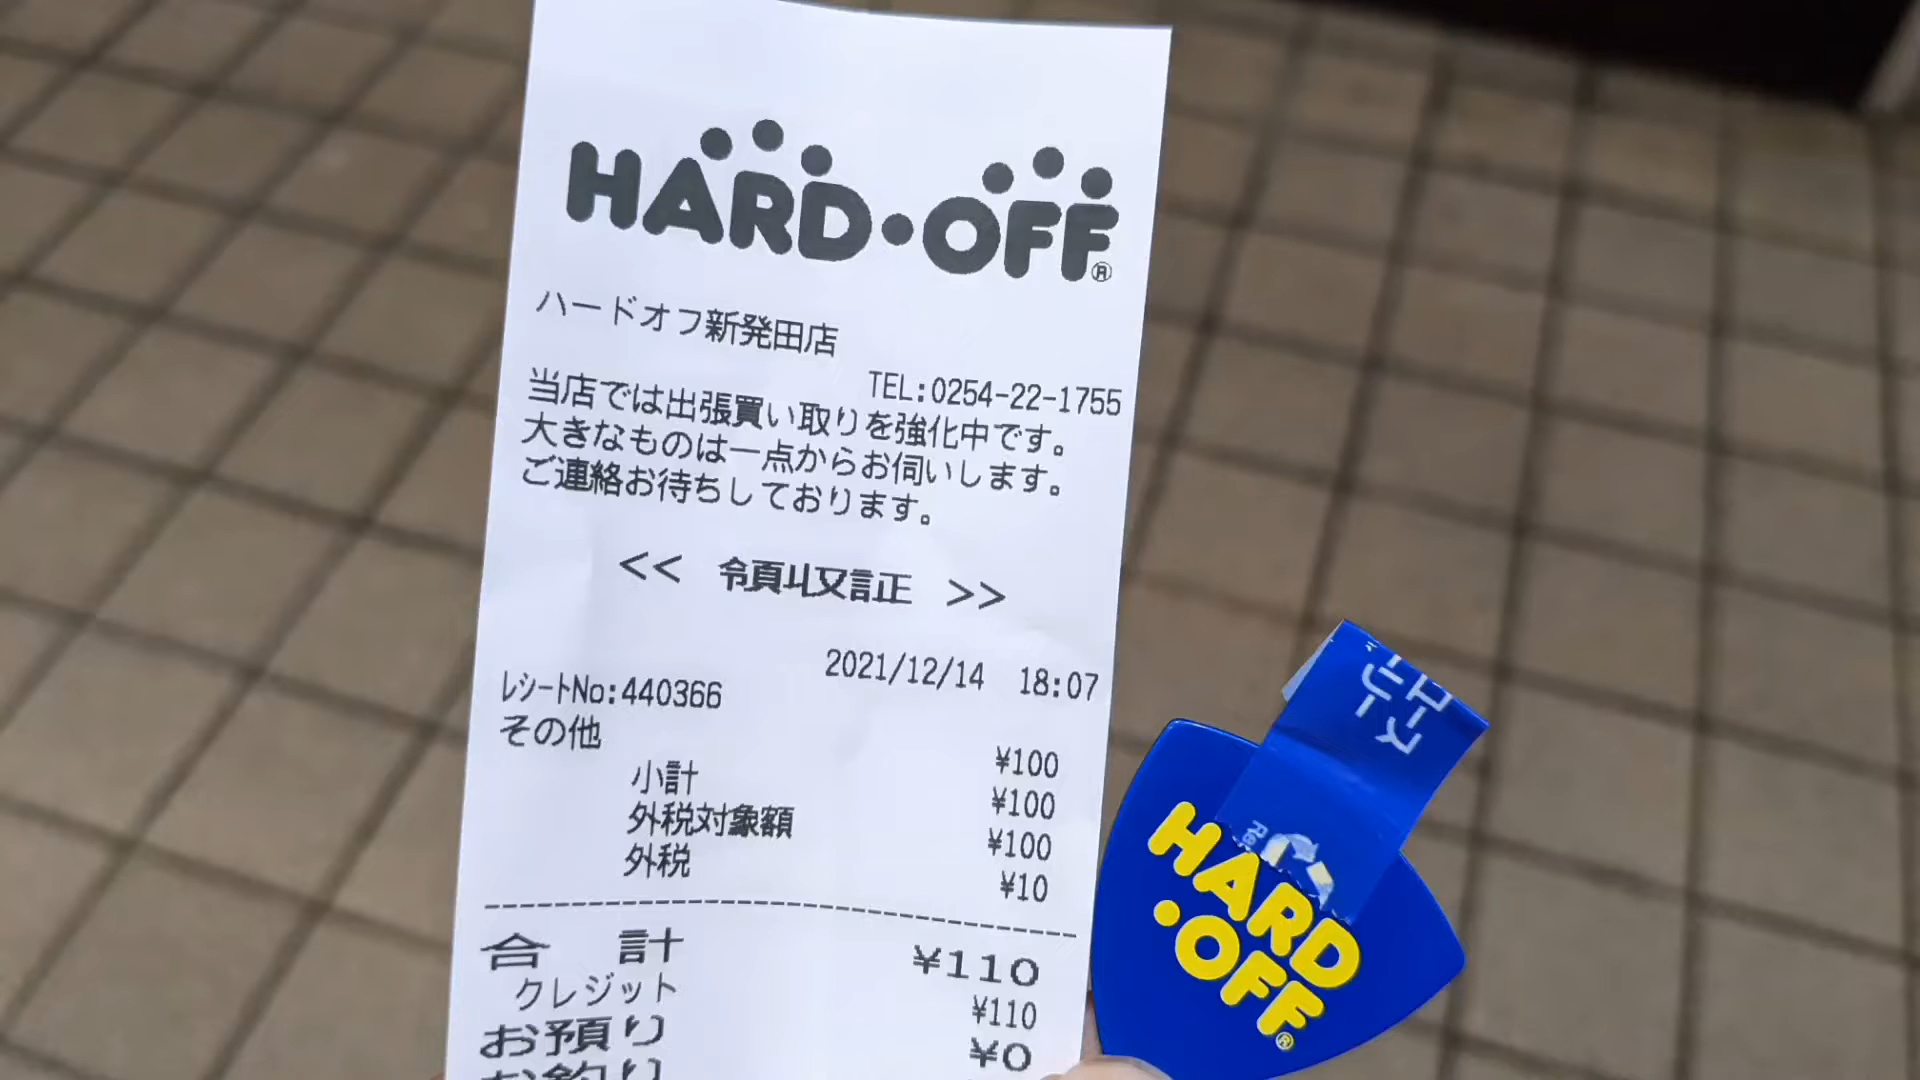 HARD・OFF®
ハードオフ新発田店
TEL:0254-22-1755
当店では出張買い取りを強化中です。
大きなものは一点からお伺いします。
ご連絡お待ちしております。
<< 領収証 >>
2021/12/14 18:07
レシートNo:440366
その他 ¥100
小計 ¥100
外税対象額 ¥100
外税 ¥10
合 計 ¥110
クレジット ¥110
お預り ¥0
お釣り
HARD
・OFF®